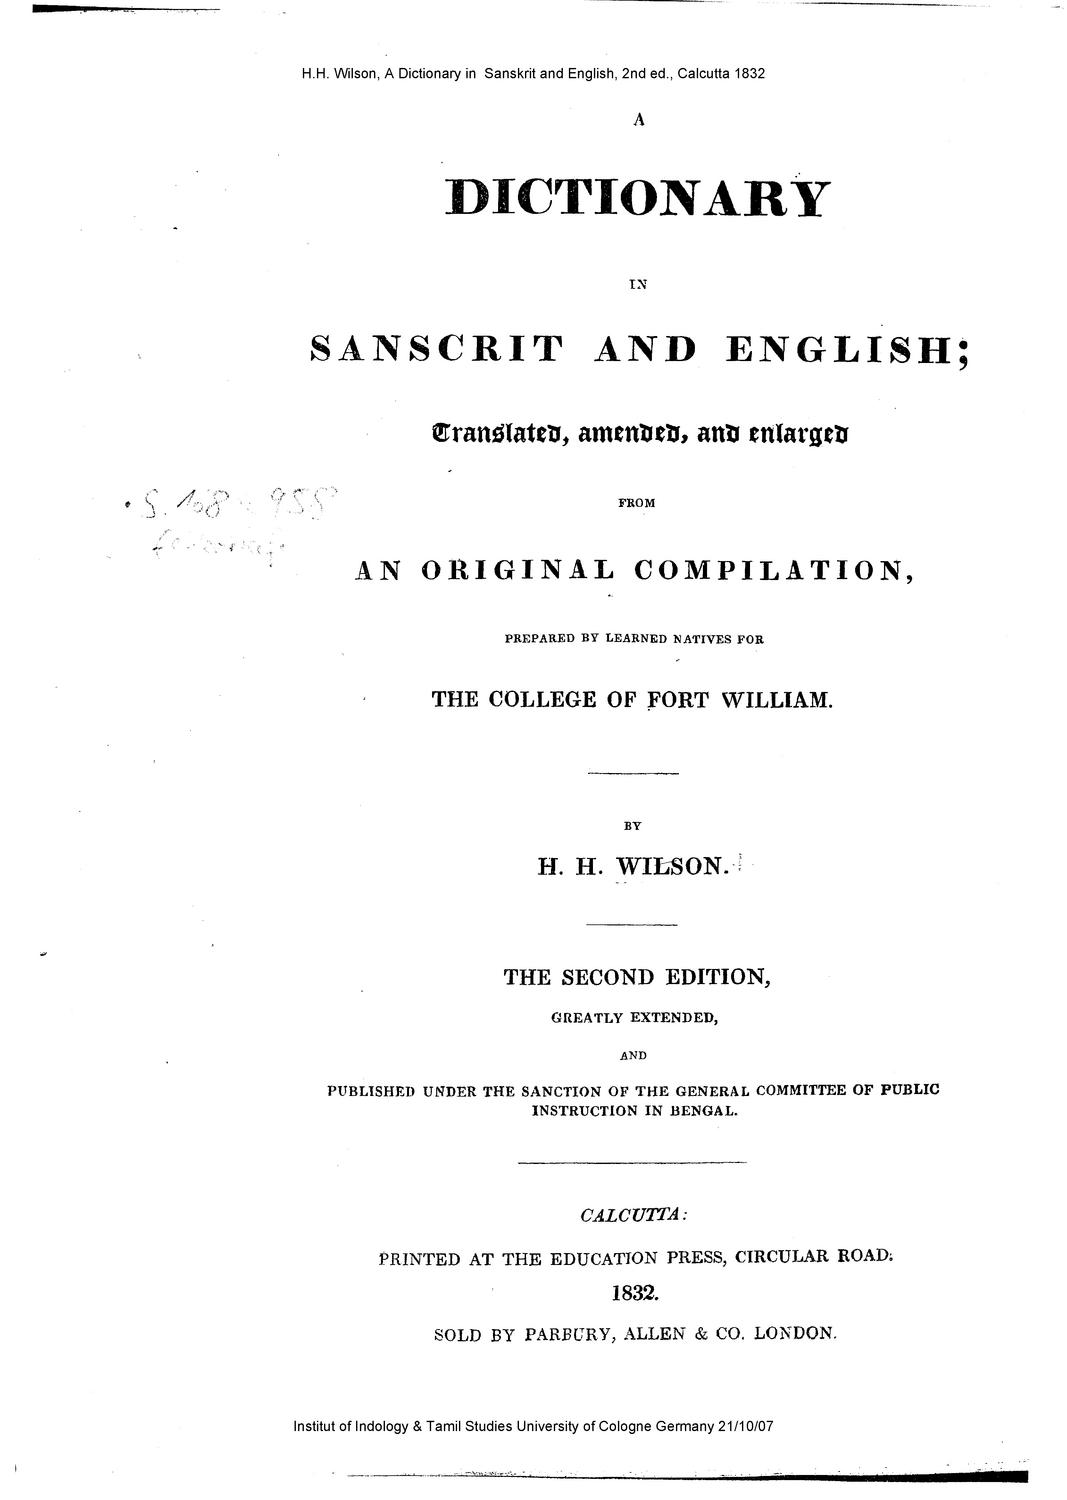 H.H. Wilson, A Dictionary in Sanskrit and English, 2nd ed., Calcutta 1832
A
DICTIONARY
IN
SANSCRIT AND ENGLISH;
Translated, amended, and enlarged
FROM
AN ORIGINAL COMPILATION,
PREPARED BY LEARNED NATIVES FOR
THE COLLEGE OF FORT WILLIAM.
BY
H. H. WILSON.
THE SECOND EDITION,
GREATLY EXTENDED,
AND
PUBLISHED UNDER THE SANCTION OF THE GENERAL COMMITTEE OF PUBLIC
INSTRUCTION IN BENGAL.
CALCUTTA:
PRINTED AT THE EDUCATION PRESS, CIRCULAR ROAD.
1832.
SOLD BY PARBURY, ALLEN & CO. LONDON.
Institut of Indology & Tamil Studies University of Cologne Germany 21/10/07